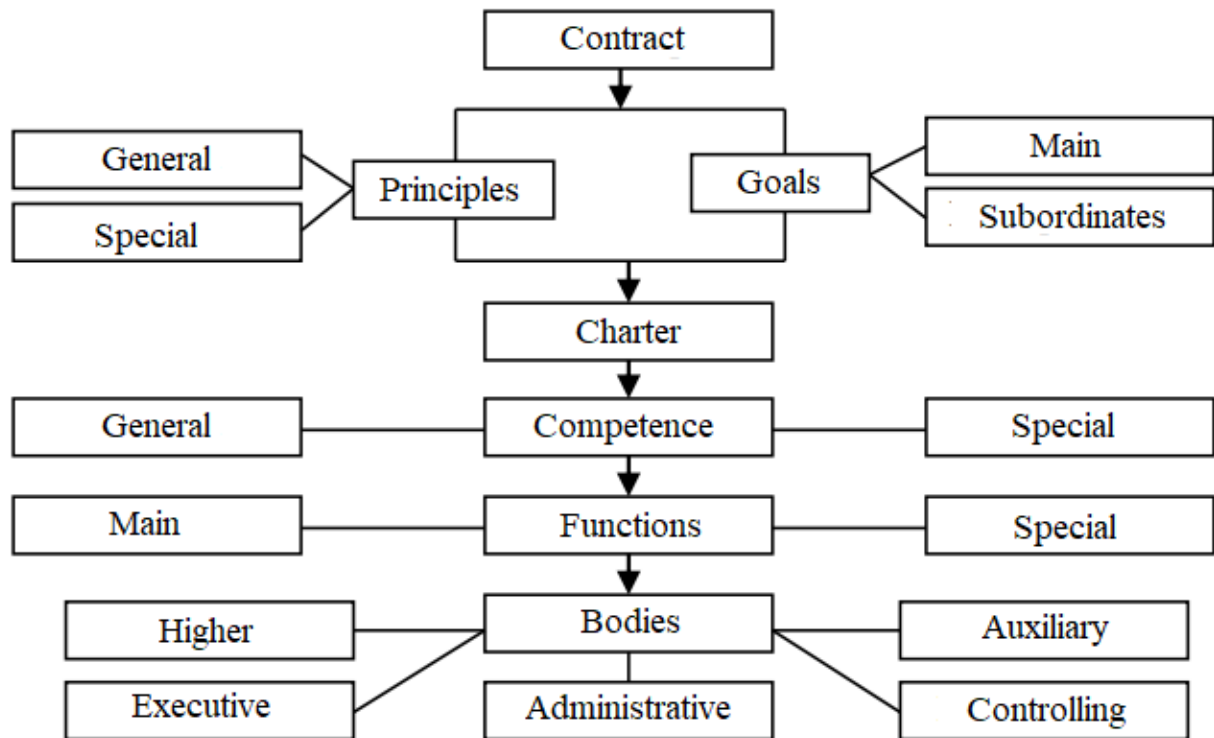 Contract
General
Main
Principles
Goals
Special
Subordinates
Charter
General
Competence
Special
Main
Functions
Special
Higher
Bodies
Auxiliary
Executive
Administrative
Controlling